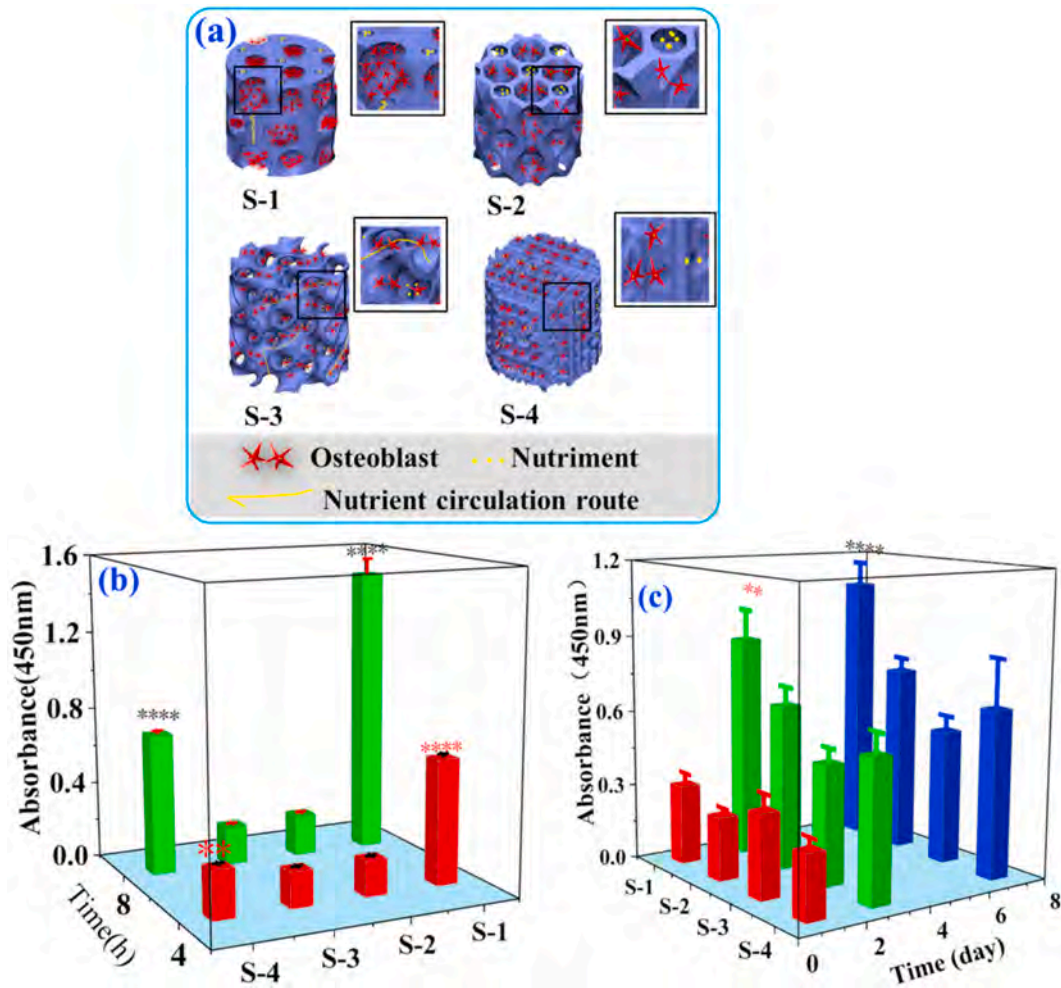 (a)
S-1
S-2
S-3
S-4
Osteoblast
Nutriment
Nutrient circulation route
(b)
Absorbance(450nm)
1.6
1.2
0.8
0.4
0.0
****
**
****
****
Time(h)
8
4
S-4
S-3
S-2
S-1
(c)
Absorbance (450nm)
1.2
0.9
0.6
0.3
0.0
**
****
S-1
S-2
S-3
S-4
0
2
4
6
8
Time (day)